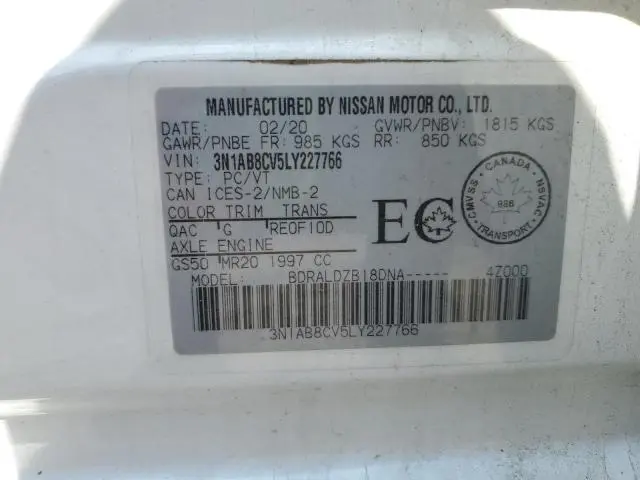 MANUFACTURED BY NISSAN MOTOR CO., LTD.
DATE: 02/20 GVWR/PNBV: 1815 KGS
GAWR/PNBE FR: 985 KGS RR: 850 KGS
VIN: 3N1AB8CV5LY227766
TYPE: PC/VT
CAN ICES-2/NMB-2
COLOR TRIM TRANS
QAC G RE0F10D
AXLE ENGINE
GS50 MR20 1997 CC
MODEL: BDRALDZB18DNA----- 4Z000
3N1AB8CV5LY227766
EC
CANADA
CMVSS NSVAC
986
TRANSPORT